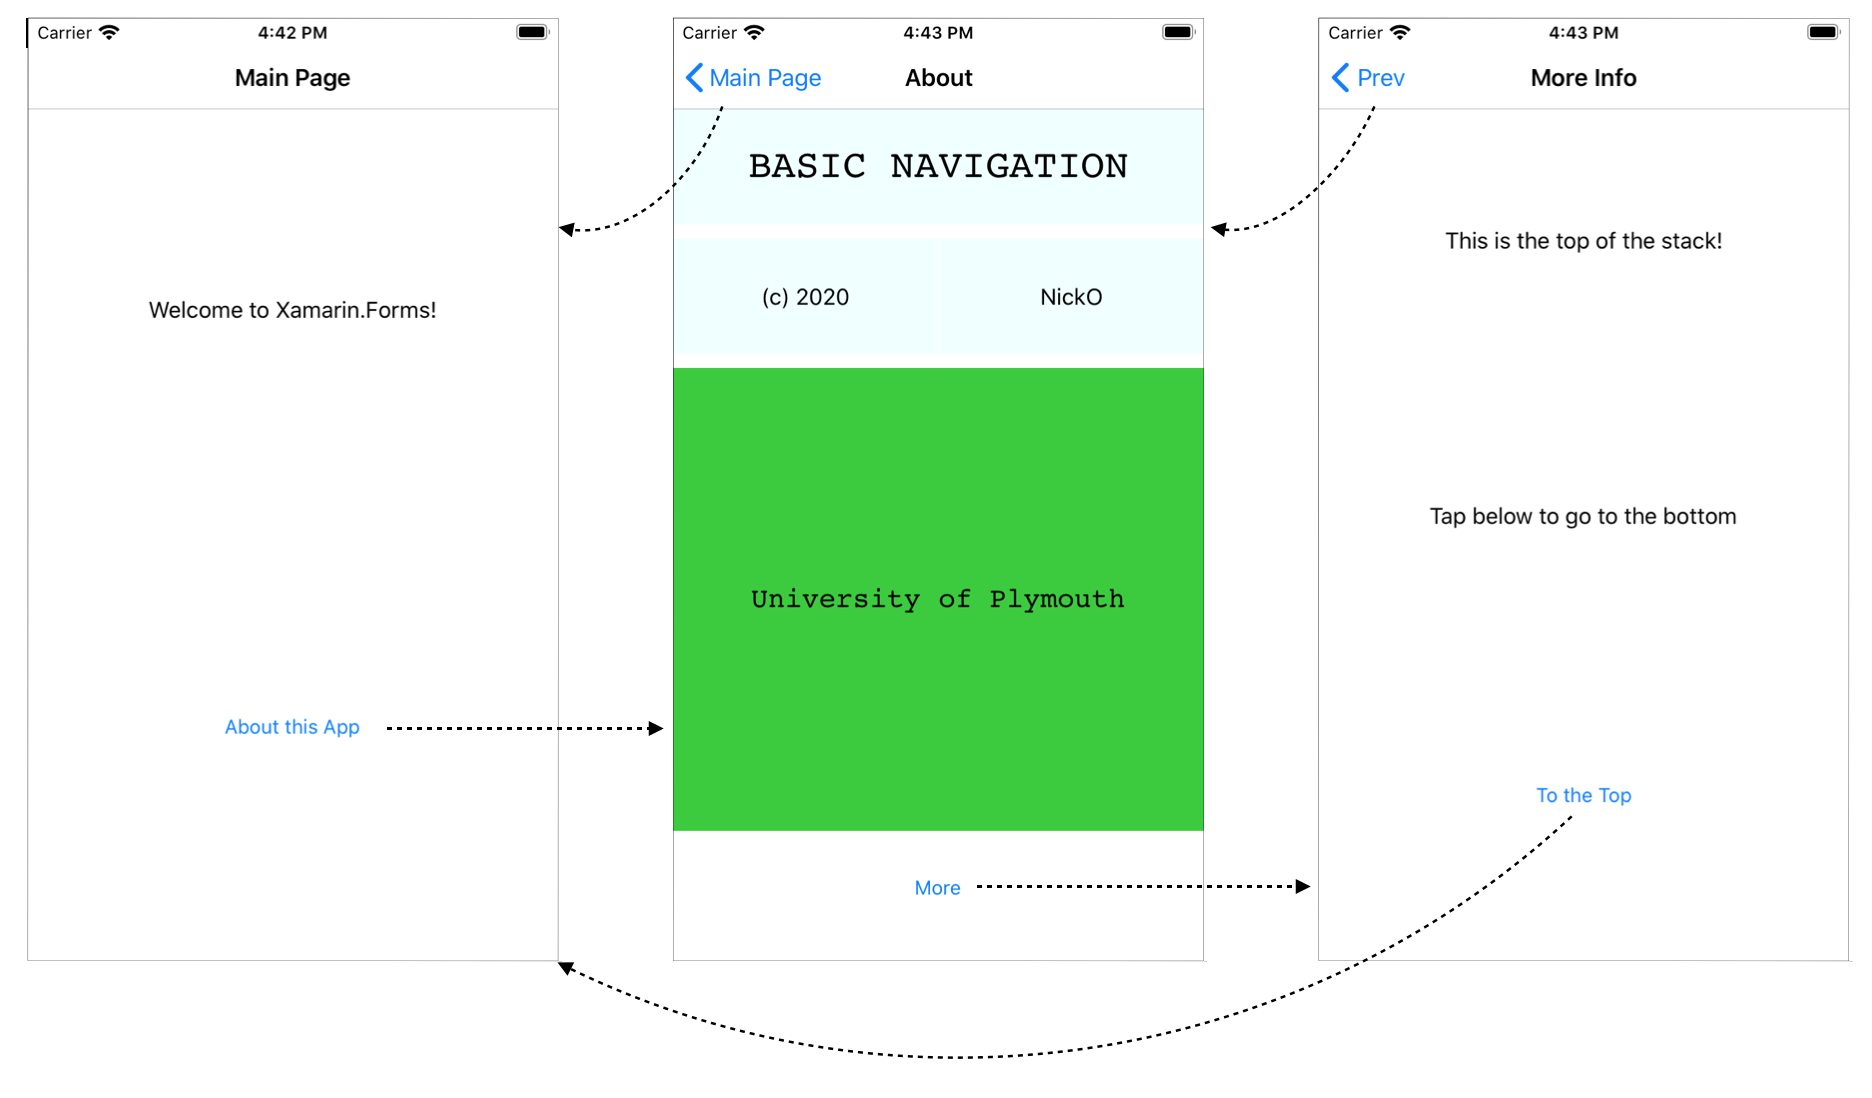 Carrier 4:42 PM
Main Page
Welcome to Xamarin.Forms!
About this App
Carrier 4:43 PM
Main Page About
BASIC NAVIGATION
(c) 2020 NickO
University of Plymouth
More
Carrier 4:43 PM
Prev More Info
This is the top of the stack!
Tap below to go to the bottom
To the Top